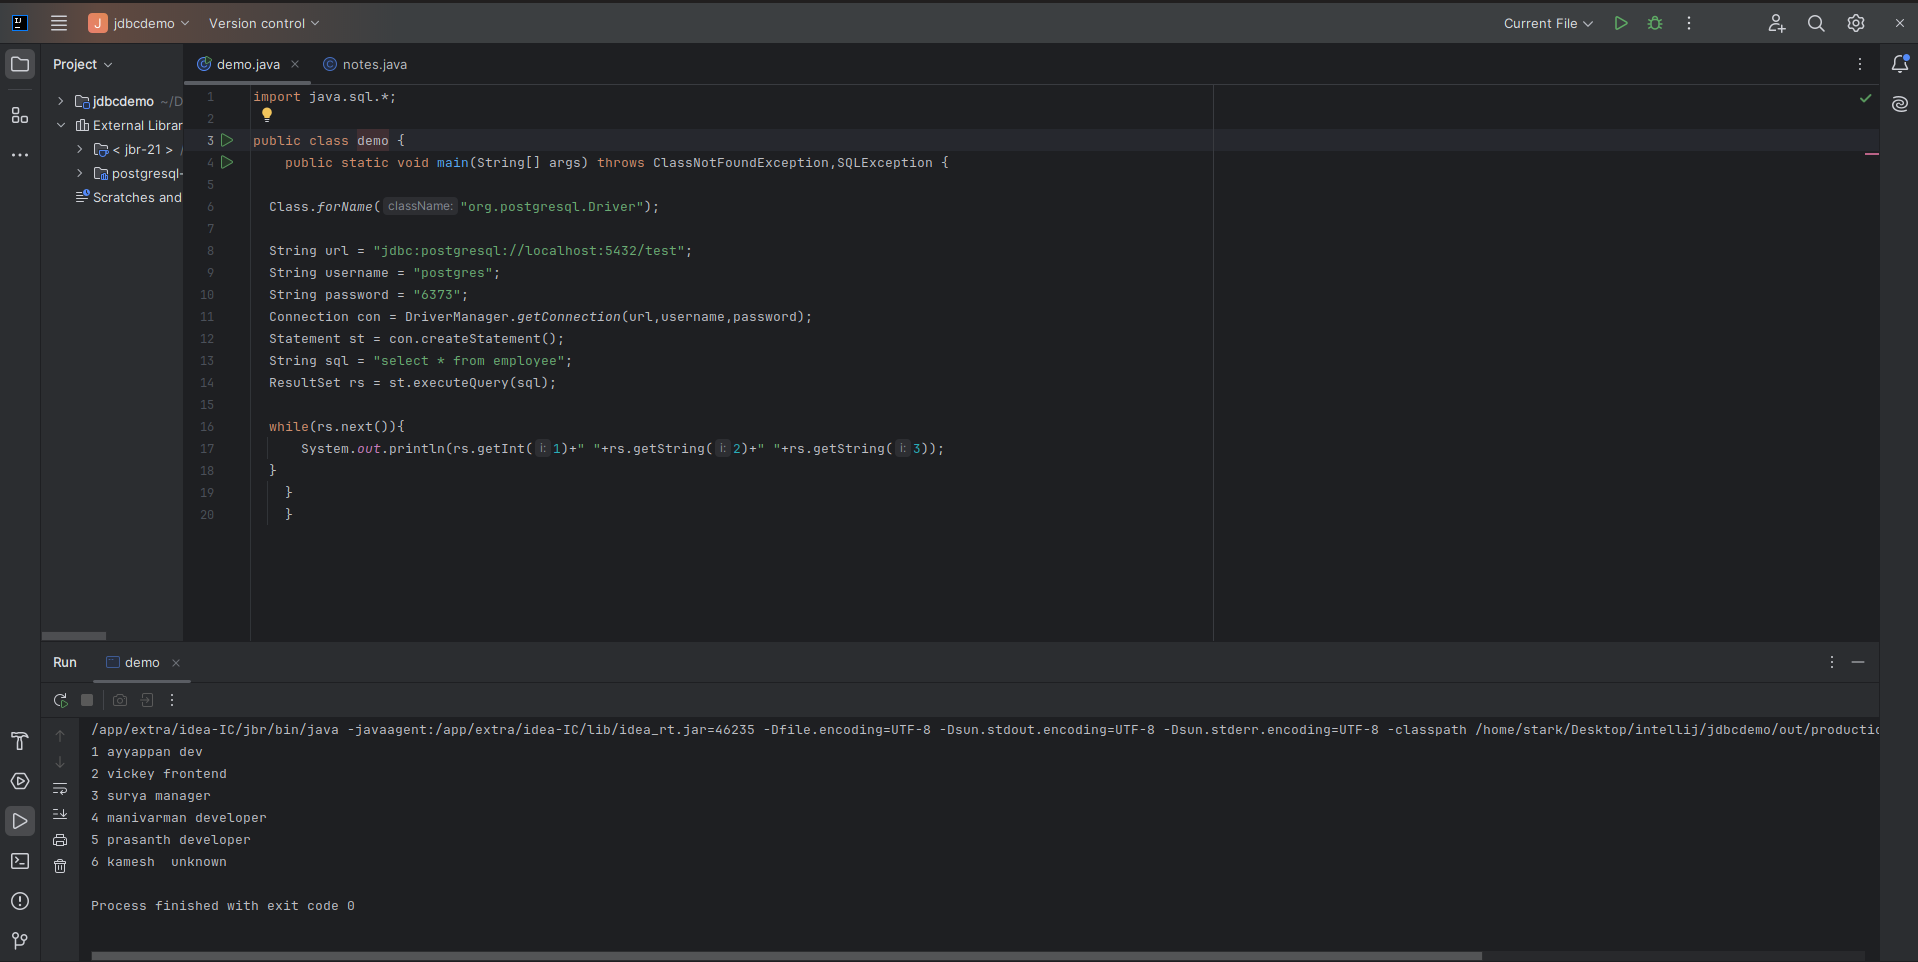 IJ
J jdbcdemo Version control Current File
Project
demo.java notes.java
jdbcdemo ~/D
External Librar
< jbr-21 > /
postgresql-
Scratches and
1 import java.sql.*;
2
3 public class demo {
4 public static void main(String[] args) throws ClassNotFoundException,SQLException {
5
6 Class.forName( className: "org.postgresql.Driver");
7
8 String url = "jdbc:postgresql://localhost:5432/test";
9 String username = "postgres";
10 String password = "6373";
11 Connection con = DriverManager.getConnection(url,username,password);
12 Statement st = con.createStatement();
13 String sql = "select * from employee";
14 ResultSet rs = st.executeQuery(sql);
15
16 while(rs.next()){
17 System.out.println(rs.getInt( i: 1)+" "+rs.getString( i: 2)+" "+rs.getString( i: 3));
18 }
19 }
20 }
Run demo
/app/extra/idea-IC/jbr/bin/java -javaagent:/app/extra/idea-IC/lib/idea_rt.jar=46235 -Dfile.encoding=UTF-8 -Dsun.stdout.encoding=UTF-8 -Dsun.stderr.encoding=UTF-8 -classpath /home/stark/Desktop/intellij/jdbcdemo/out/productio
1 ayyappan dev
2 vickey frontend
3 surya manager
4 manivarman developer
5 prasanth developer
6 kamesh  unknown
Process finished with exit code 0